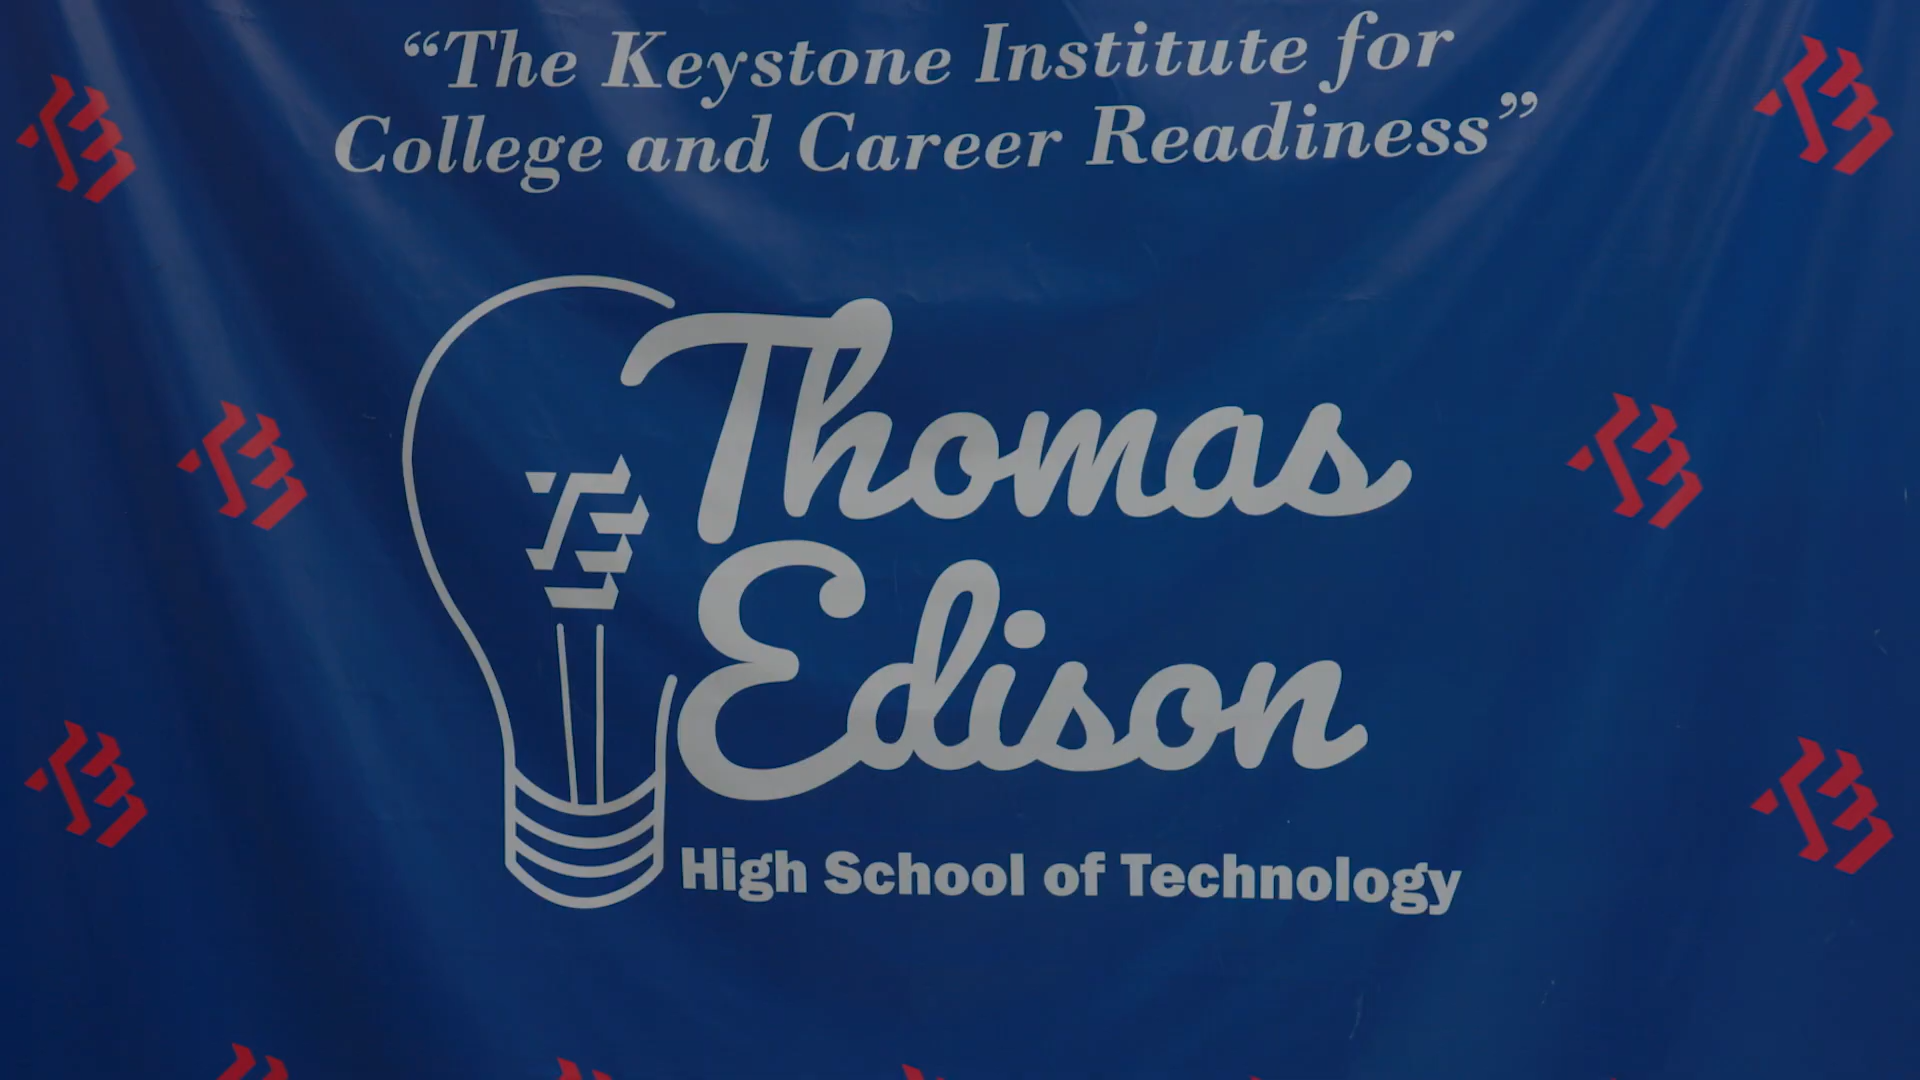 “The Keystone Institute for
College and Career Readiness”
Thomas
Edison
High School of Technology